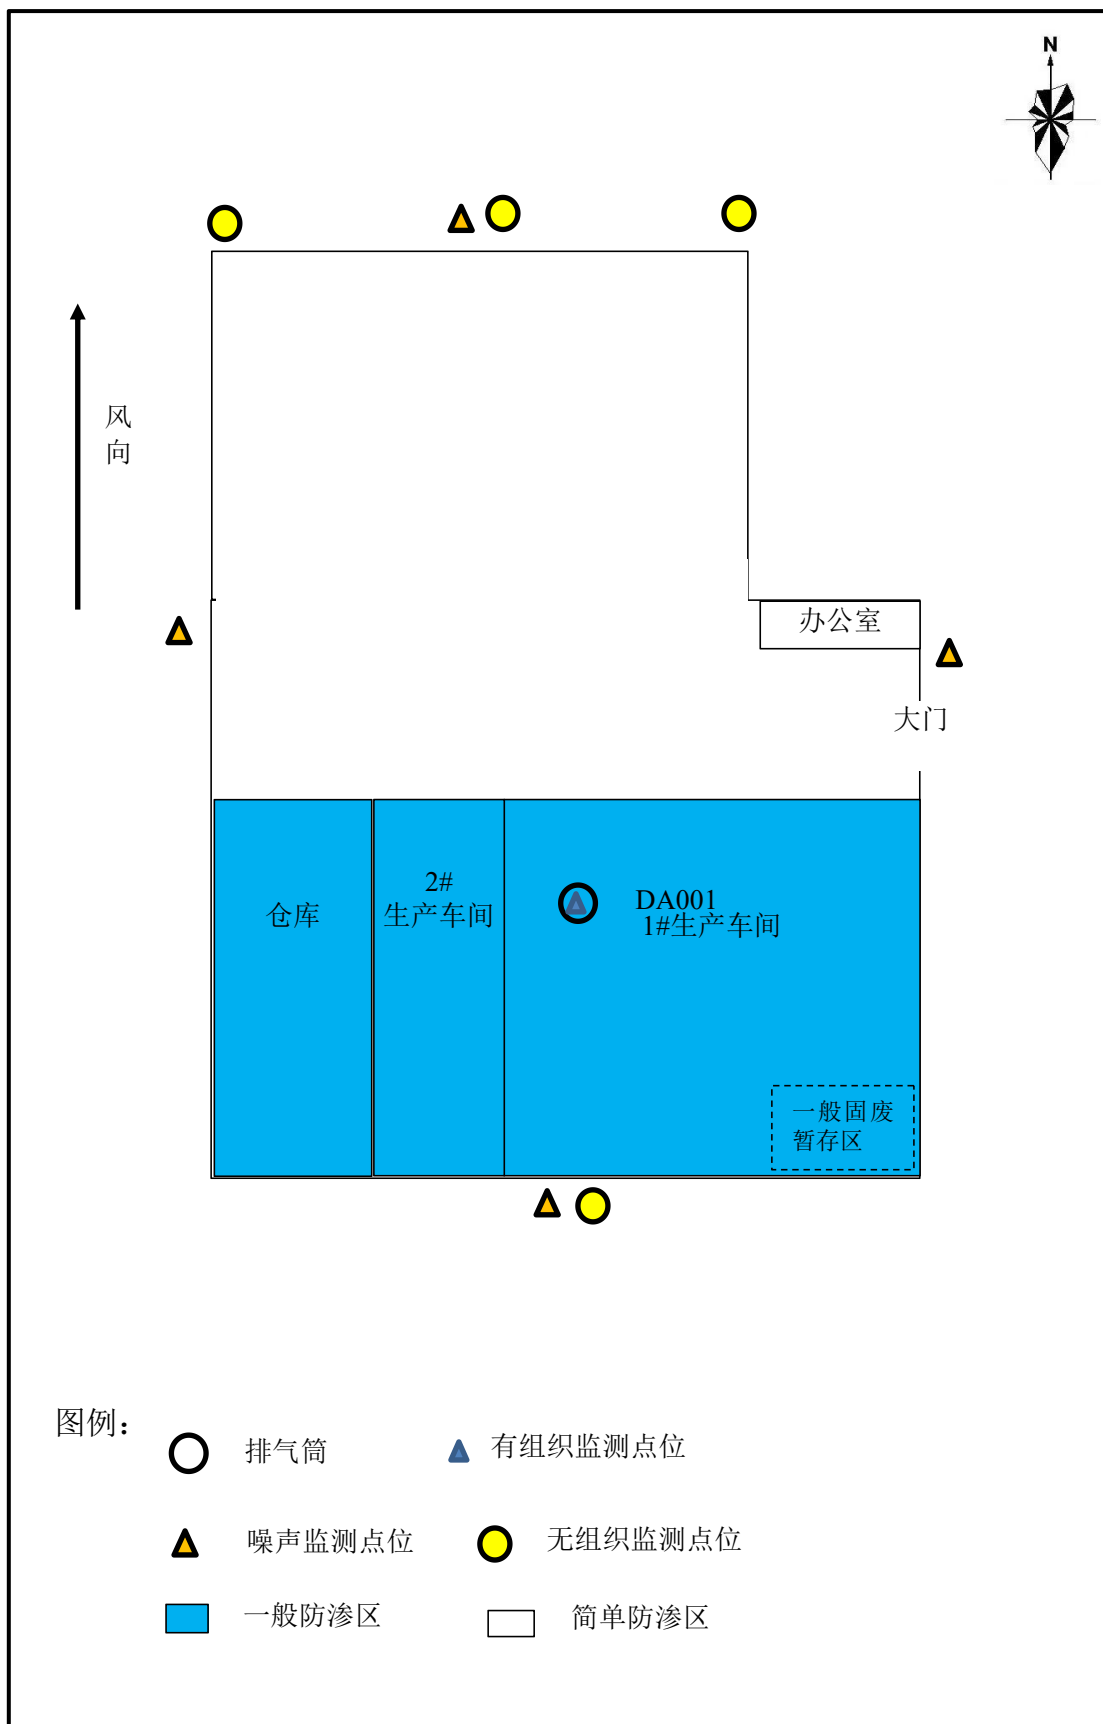 N
风
向
办公室
大门
2#
生产车间
仓库
DA001
1#生产车间
一般固废
暂存区
图例：
排气筒
有组织监测点位
噪声监测点位
无组织监测点位
一般防渗区
简单防渗区